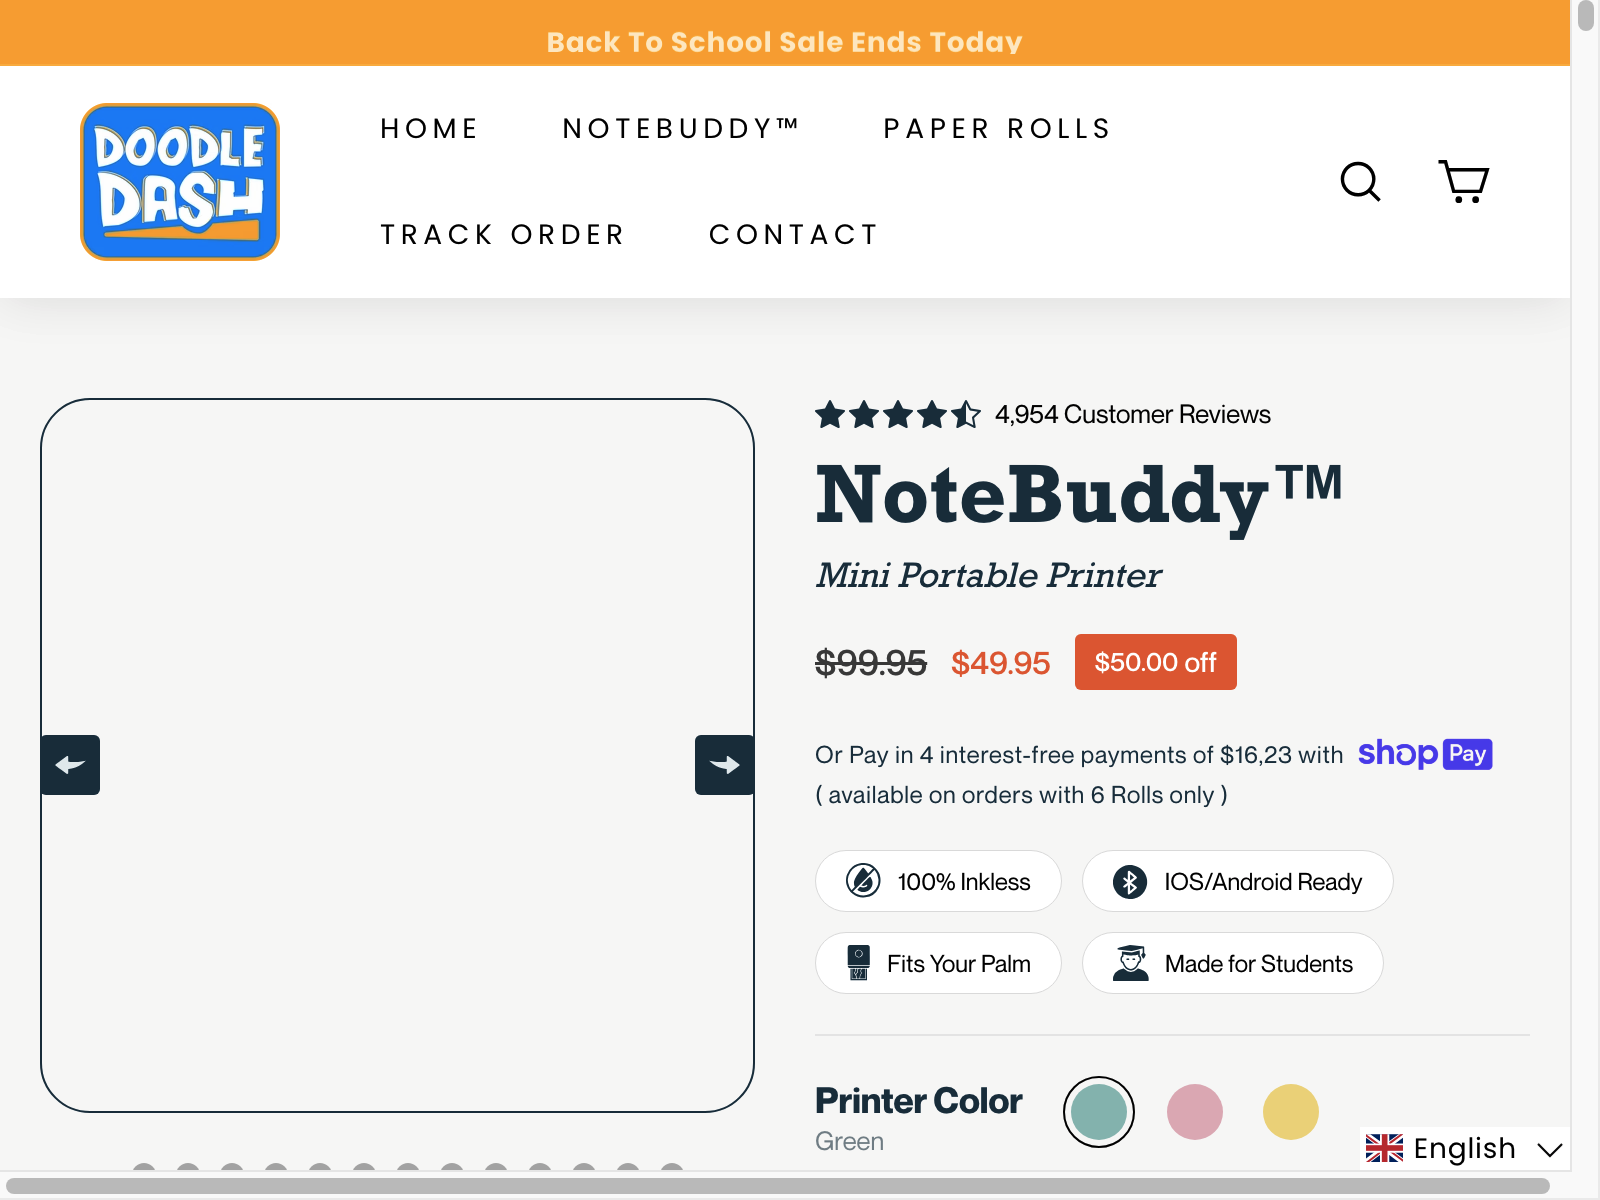 Back To School Sale Ends Today
DOODLE
DASH
HOME NOTEBUDDY™ PAPER ROLLS
TRACK ORDER CONTACT
4,954 Customer Reviews
NoteBuddy™
Mini Portable Printer
$99.95 $49.95 $50.00 off
Or Pay in 4 interest-free payments of $16,23 with shop Pay
( available on orders with 6 Rolls only )
100% Inkless IOS/Android Ready
Fits Your Palm Made for Students
Printer Color
Green
English